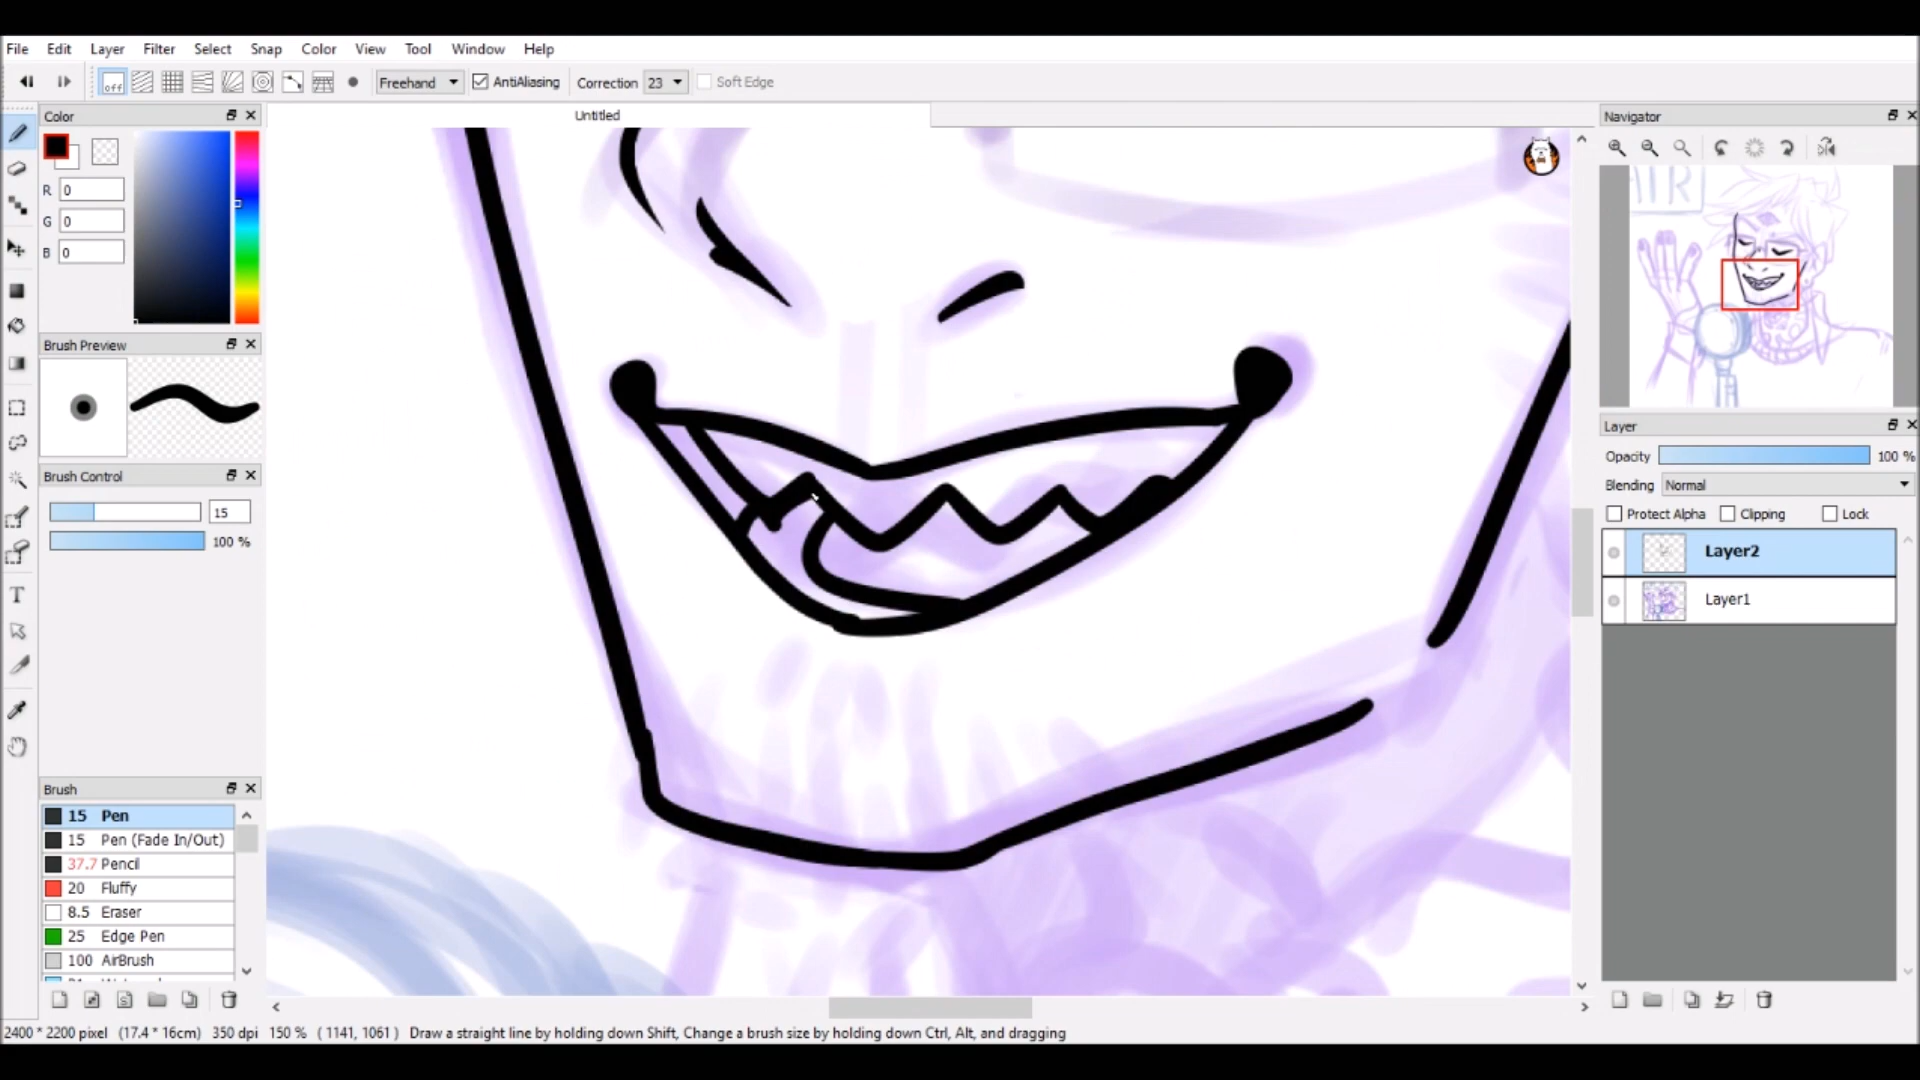 File Edit Layer Filter Select Snap Color View Tool Window Help
off Freehand AntiAliasing Correction 23 Soft Edge
Color
Untitled
Navigator
R 0
G 0
B 0
AIR
Brush Preview
Layer
Opacity 100 %
Brush Control
Blending Normal
15
Protect Alpha Clipping Lock
100 %
Layer2
Layer1
T
Brush
15 Pen
15 Pen (Fade In/Out)
37.7 Pencil
20 Fluffy
8.5 Eraser
25 Edge Pen
100 AirBrush
2400 * 2200 pixel (17.4 * 16cm) 350 dpi 150 % ( 1141, 1061 ) Draw a straight line by holding down Shift, Change a brush size by holding down Ctrl, Alt, and dragging